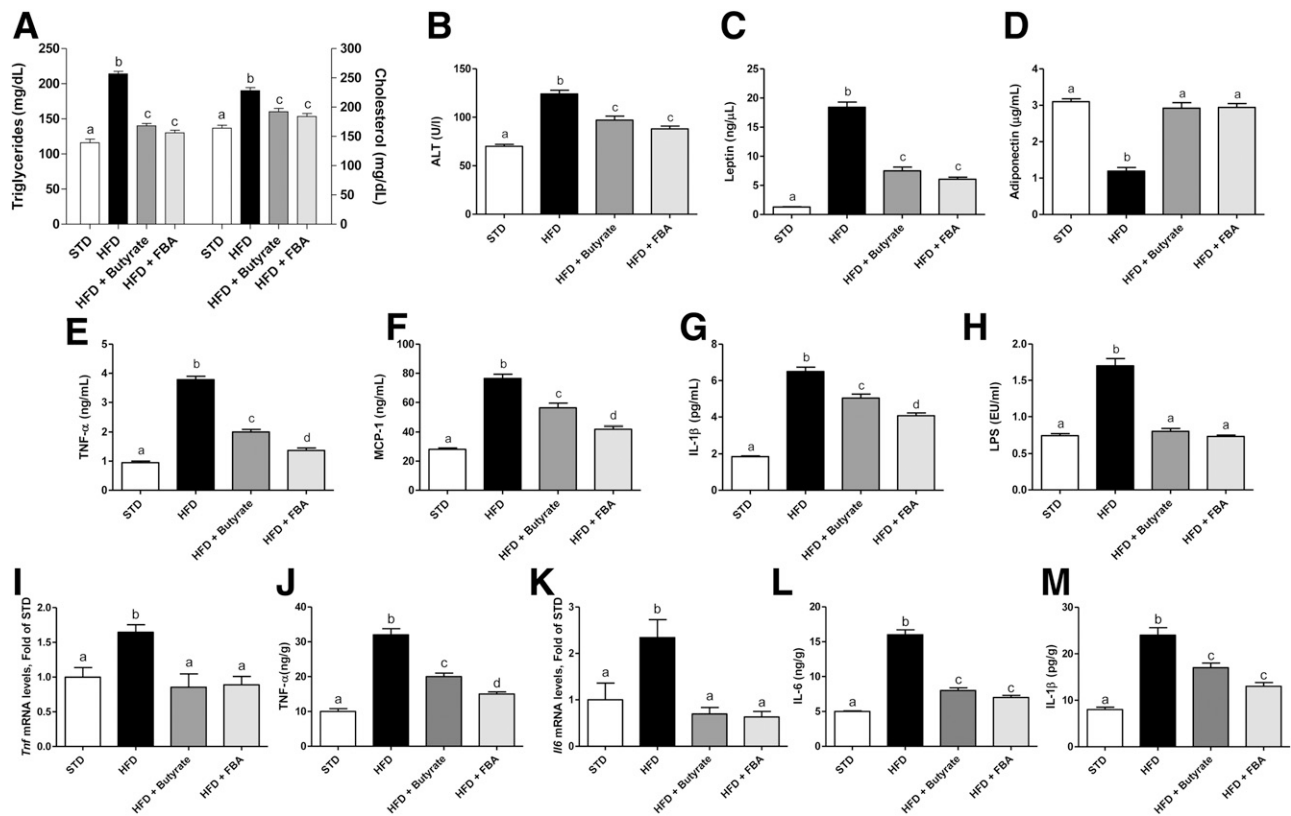 A
Triglycerides (mg/dL)
250
200
150
100
50
0
a
b
c
c
a
b
c
c
300
250
200
150
100
50
0
Cholesterol (mg/dL)
STD
HFD
HFD + Butyrate
HFD + FBA
STD
HFD
HFD + Butyrate
HFD + FBA
B
ALT (U/l)
150
100
50
0
a
b
c
c
STD
HFD
HFD + Butyrate
HFD + FBA
C
Leptin (ng/μL)
25
20
15
10
5
0
a
b
c
c
STD
HFD
HFD + Butyrate
HFD + FBA
D
Adiponectin (μg/mL)
4
3
2
1
0
a
b
a
a
STD
HFD
HFD + Butyrate
HFD + FBA
E
TNF-α (ng/mL)
5
4
3
2
1
0
a
b
c
d
STD
HFD
HFD + Butyrate
HFD + FBA
F
MCP-1 (ng/mL)
100
80
60
40
20
0
a
b
c
d
STD
HFD
HFD + Butyrate
HFD + FBA
G
IL-1β (pg/mL)
8
6
4
2
0
a
b
c
d
STD
HFD
HFD + Butyrate
HFD + FBA
H
LPS (EU/ml)
2.0
1.5
1.0
0.5
0.0
a
b
a
a
STD
HFD
HFD + Butyrate
HFD + FBA
I
Tnf mRNA levels, Fold of STD
2.0
1.5
1.0
0.5
0.0
a
b
a
a
STD
HFD
HFD + Butyrate
HFD + FBA
J
TNF-α(ng/g)
40
30
20
10
0
a
b
c
d
STD
HFD
HFD + Butyrate
HFD + FBA
K
Il6 mRNA levels, Fold of STD
3
2
1
0
a
b
a
a
STD
HFD
HFD + Butyrate
HFD + FBA
L
IL-6 (ng/g)
20
15
10
5
0
a
b
c
c
STD
HFD
HFD + Butyrate
HFD + FBA
M
IL-1β (pg/g)
30
20
10
0
a
b
c
c
STD
HFD
HFD + Butyrate
HFD + FBA